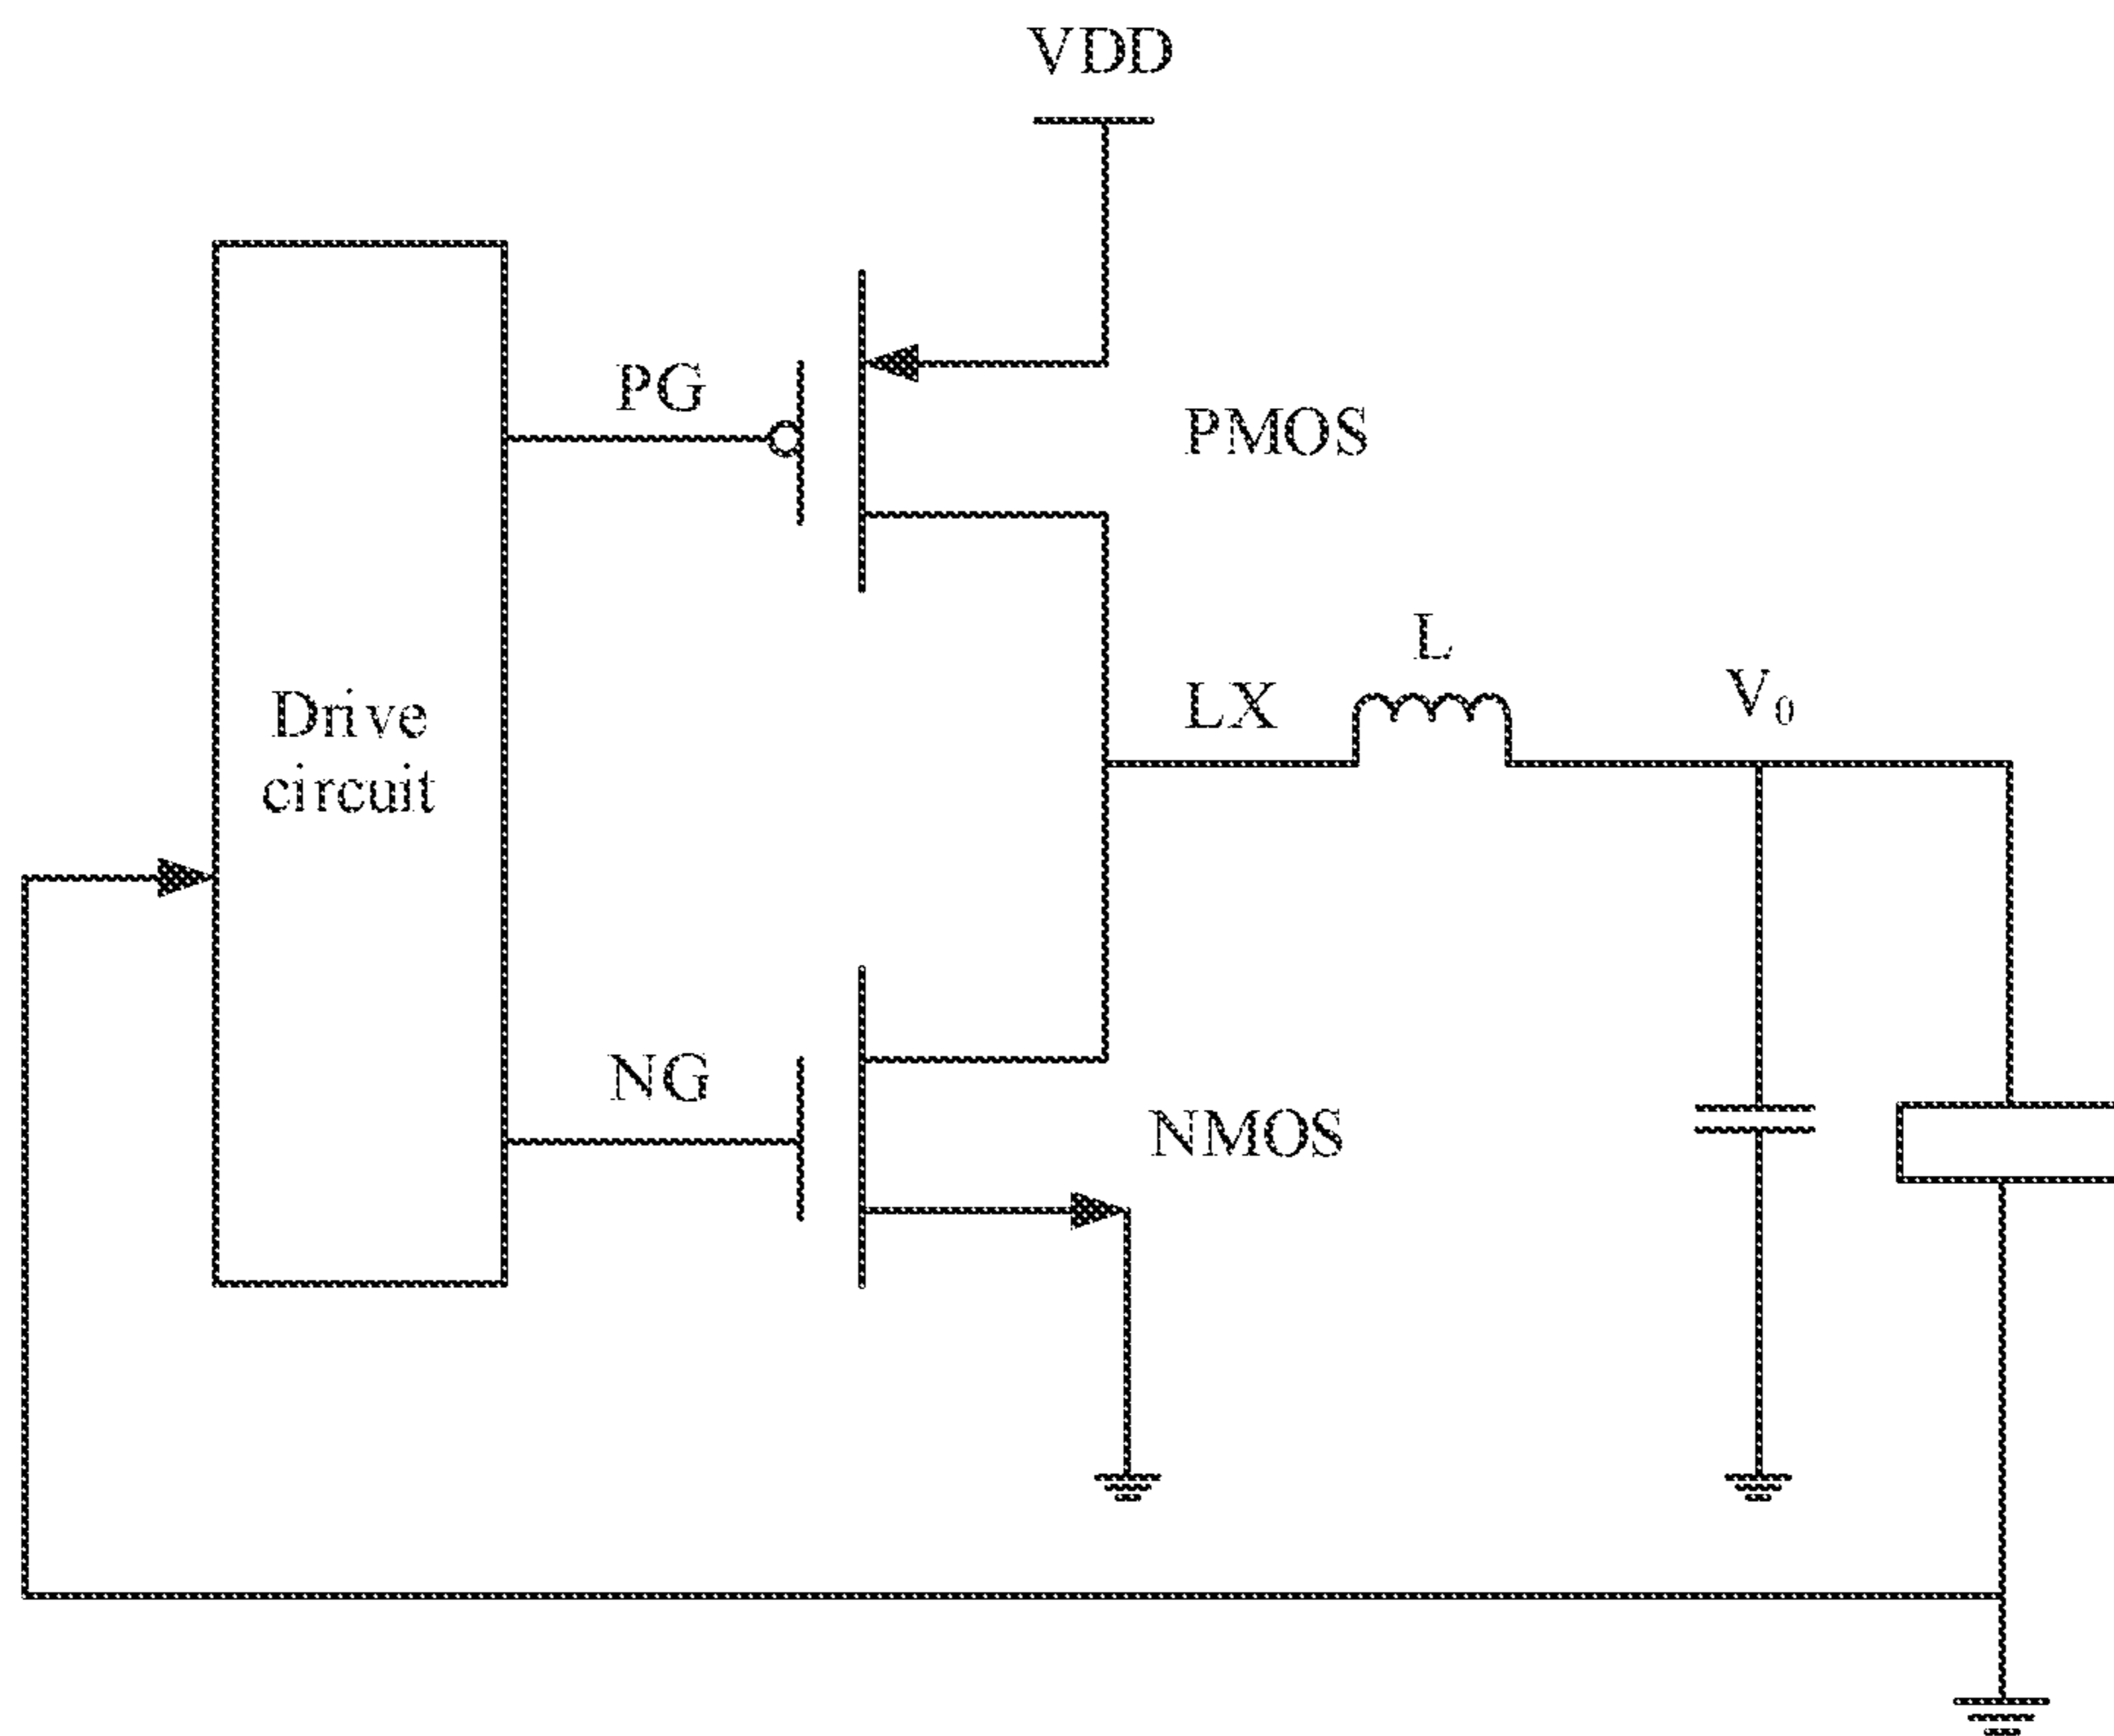 VDD
PG
PMOS
L
LX
V₀
Drive
circuit
NG
NMOS